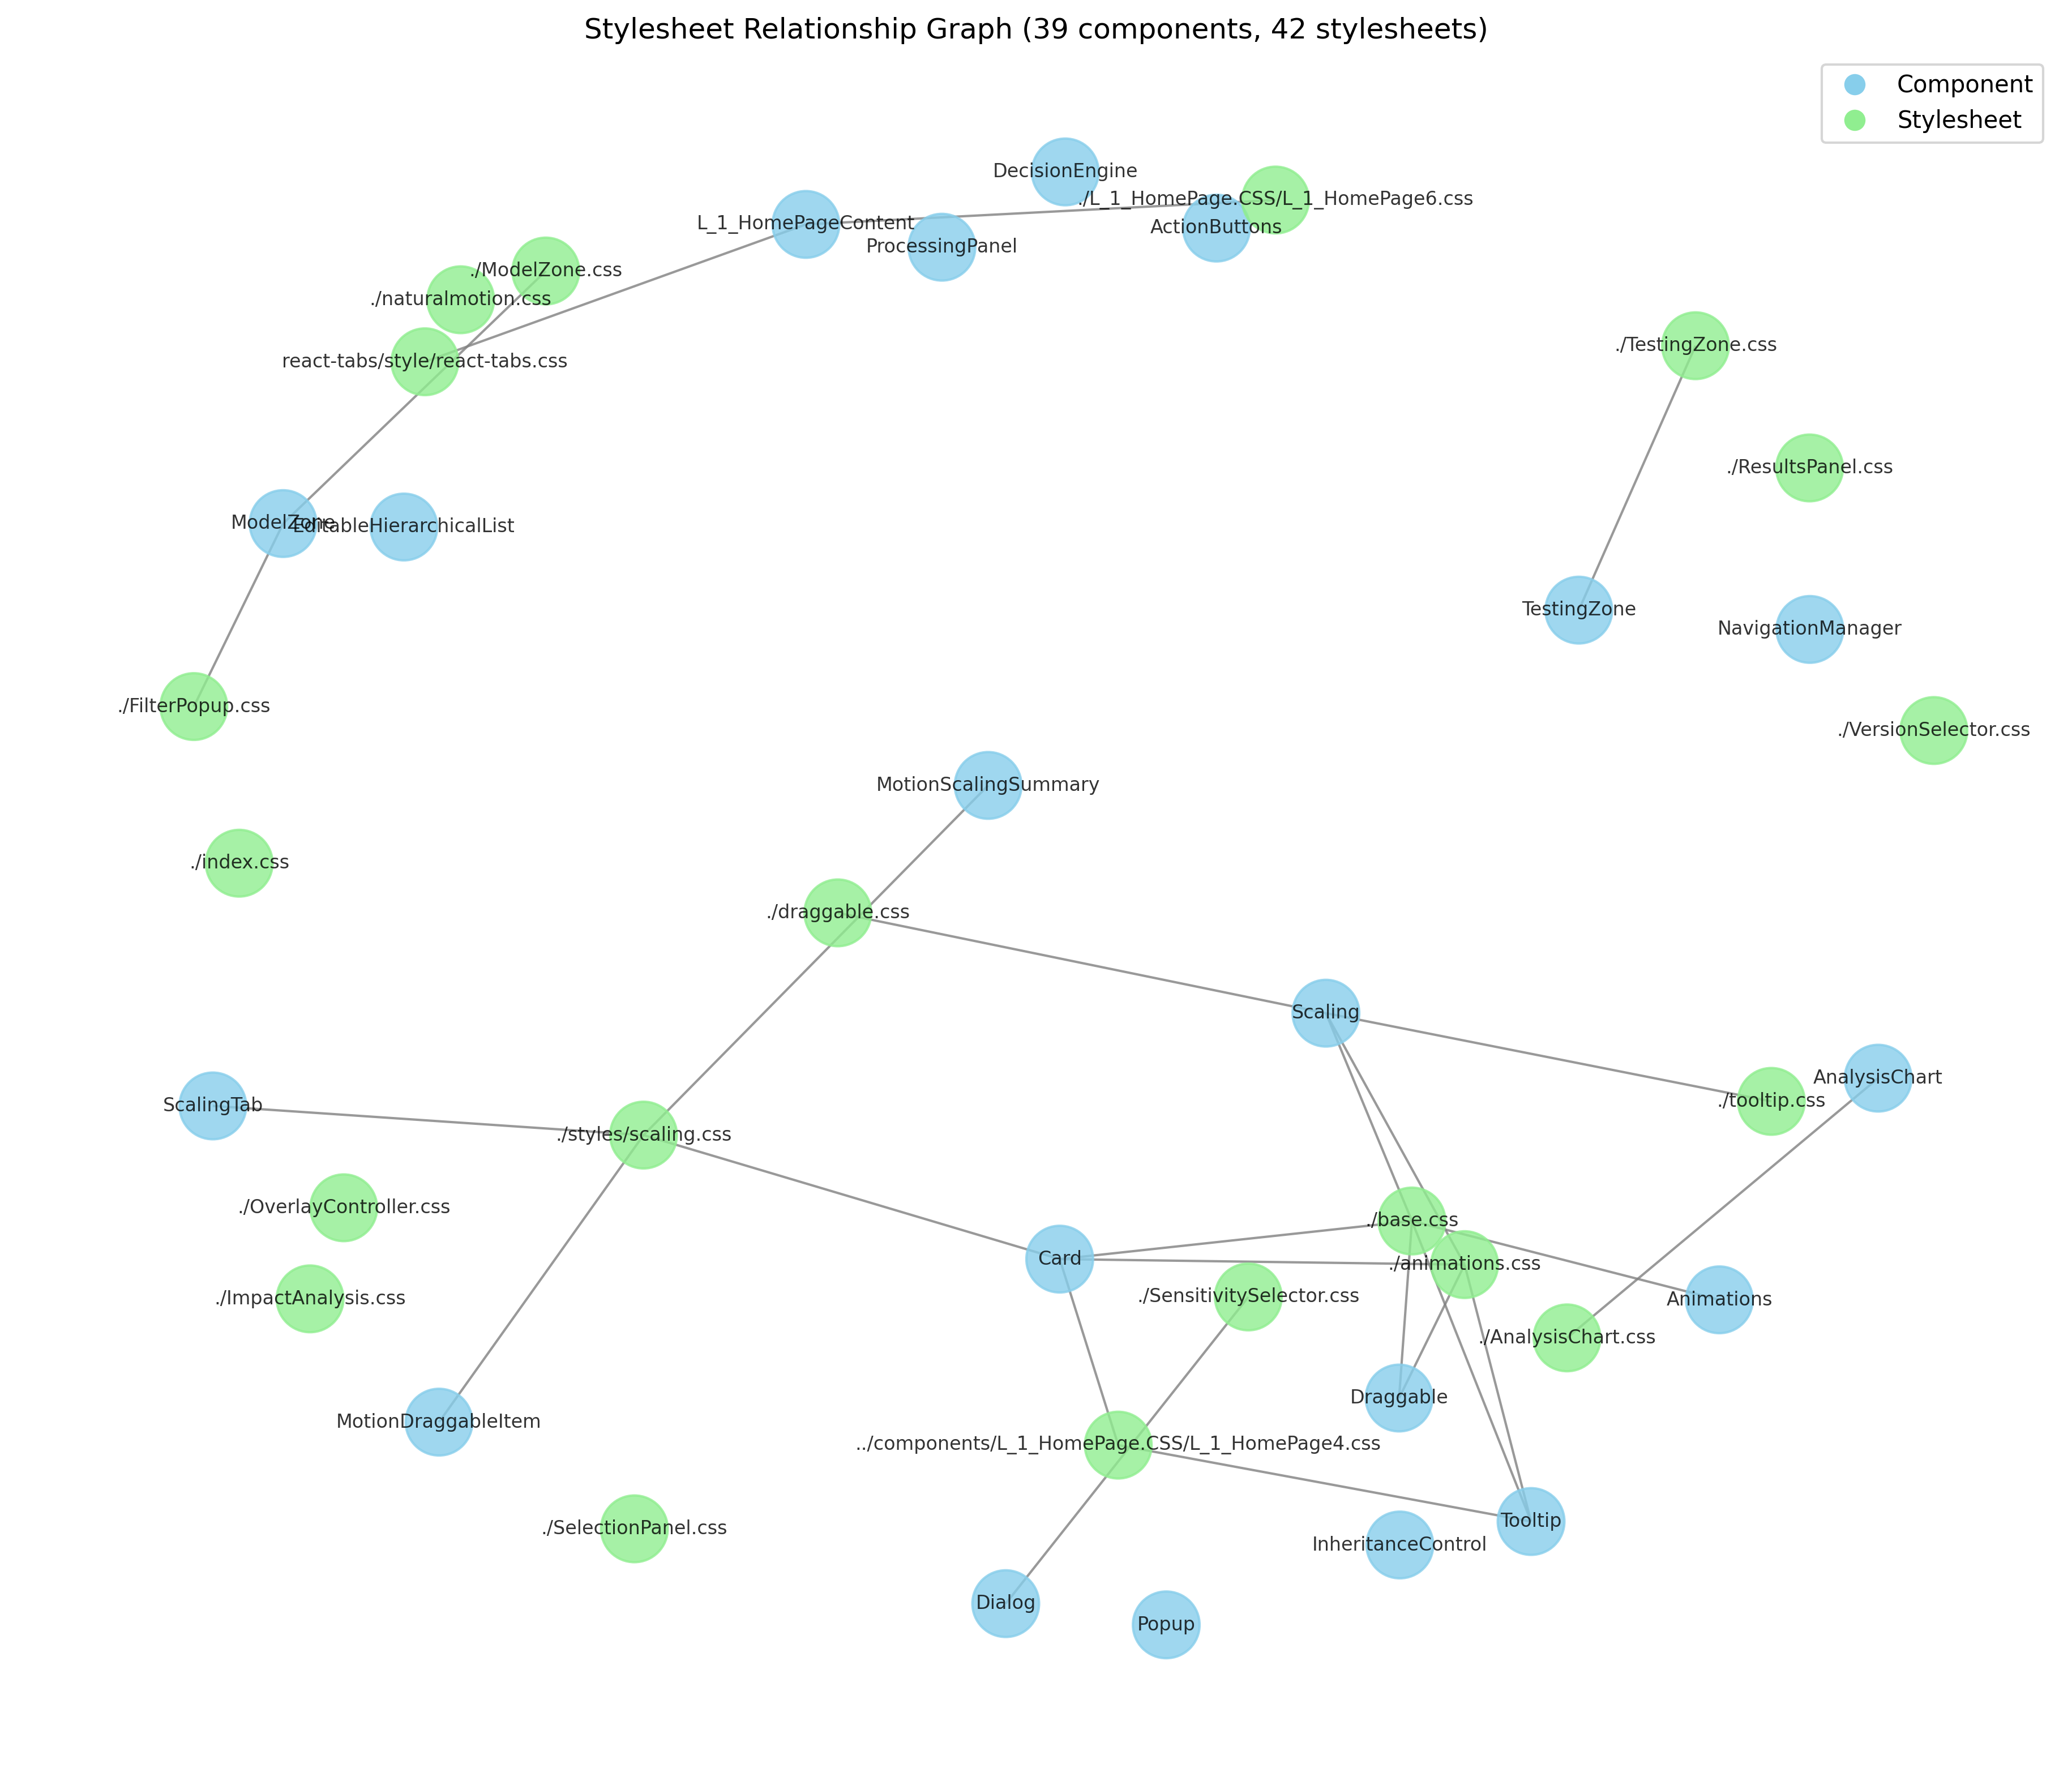 Stylesheet Relationship Graph (39 components, 42 stylesheets)
Component
Stylesheet
DecisionEngine
./L_1_HomePage.CSS/L_1_HomePage6.css
L_1_HomePageContent
ActionButtons
ProcessingPanel
./ModelZone.css
./naturalmotion.css
./TestingZone.css
react-tabs/style/react-tabs.css
./ResultsPanel.css
ModelZone
EditableHierarchicalList
TestingZone
NavigationManager
./FilterPopup.css
./VersionSelector.css
MotionScalingSummary
./index.css
./draggable.css
Scaling
AnalysisChart
./tooltip.css
ScalingTab
./styles/scaling.css
./OverlayController.css
./base.css
Card
./animations.css
./SensitivitySelector.css
./ImpactAnalysis.css
Animations
./AnalysisChart.css
Draggable
MotionDraggableItem
../components/L_1_HomePage.CSS/L_1_HomePage4.css
Tooltip
./SelectionPanel.css
InheritanceControl
Dialog
Popup